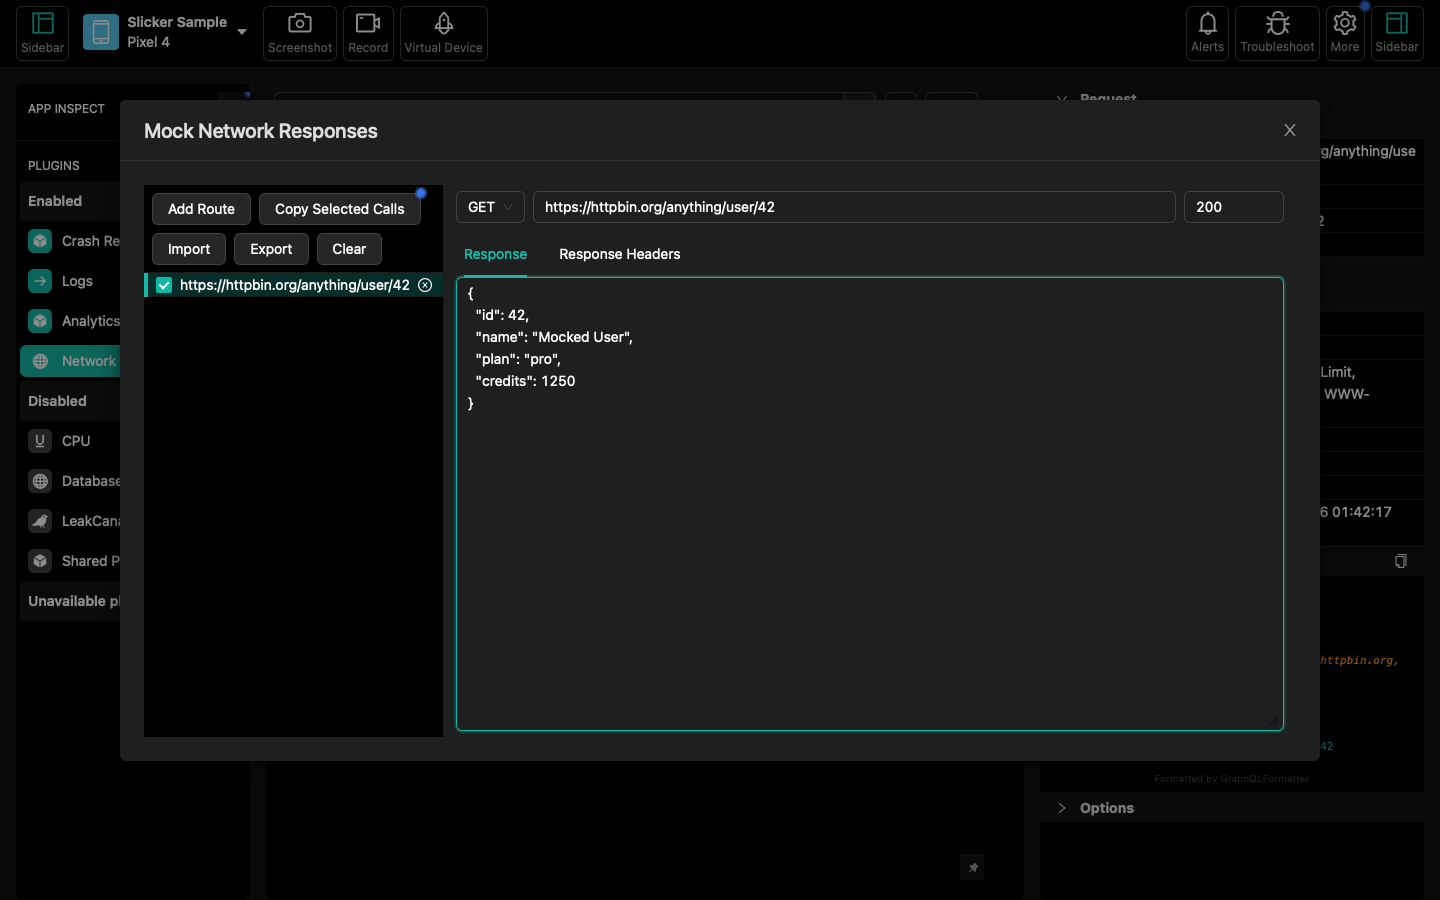 Sidebar
Slicker Sample
Pixel 4
Screenshot
Record
Virtual Device
Alerts
Troubleshoot
More
Sidebar
APP INSPECT
PLUGINS
Enabled
Crash Re
Logs
Analytics
Network
Disabled
CPU
Database
LeakCana
Shared P
Unavailable pl
Request
Mock Network Responses
Add Route
Copy Selected Calls
Import
Export
Clear
https://httpbin.org/anything/user/42
GET
https://httpbin.org/anything/user/42
200
Response
Response Headers
{
"id": 42,
"name": "Mocked User",
"plan": "pro",
"credits": 1250
}
rg/anything/use
2
Limit,
WWW-
6 01:42:17
httpbin.org,
42
Formatted by GraphQLFormatter
Options